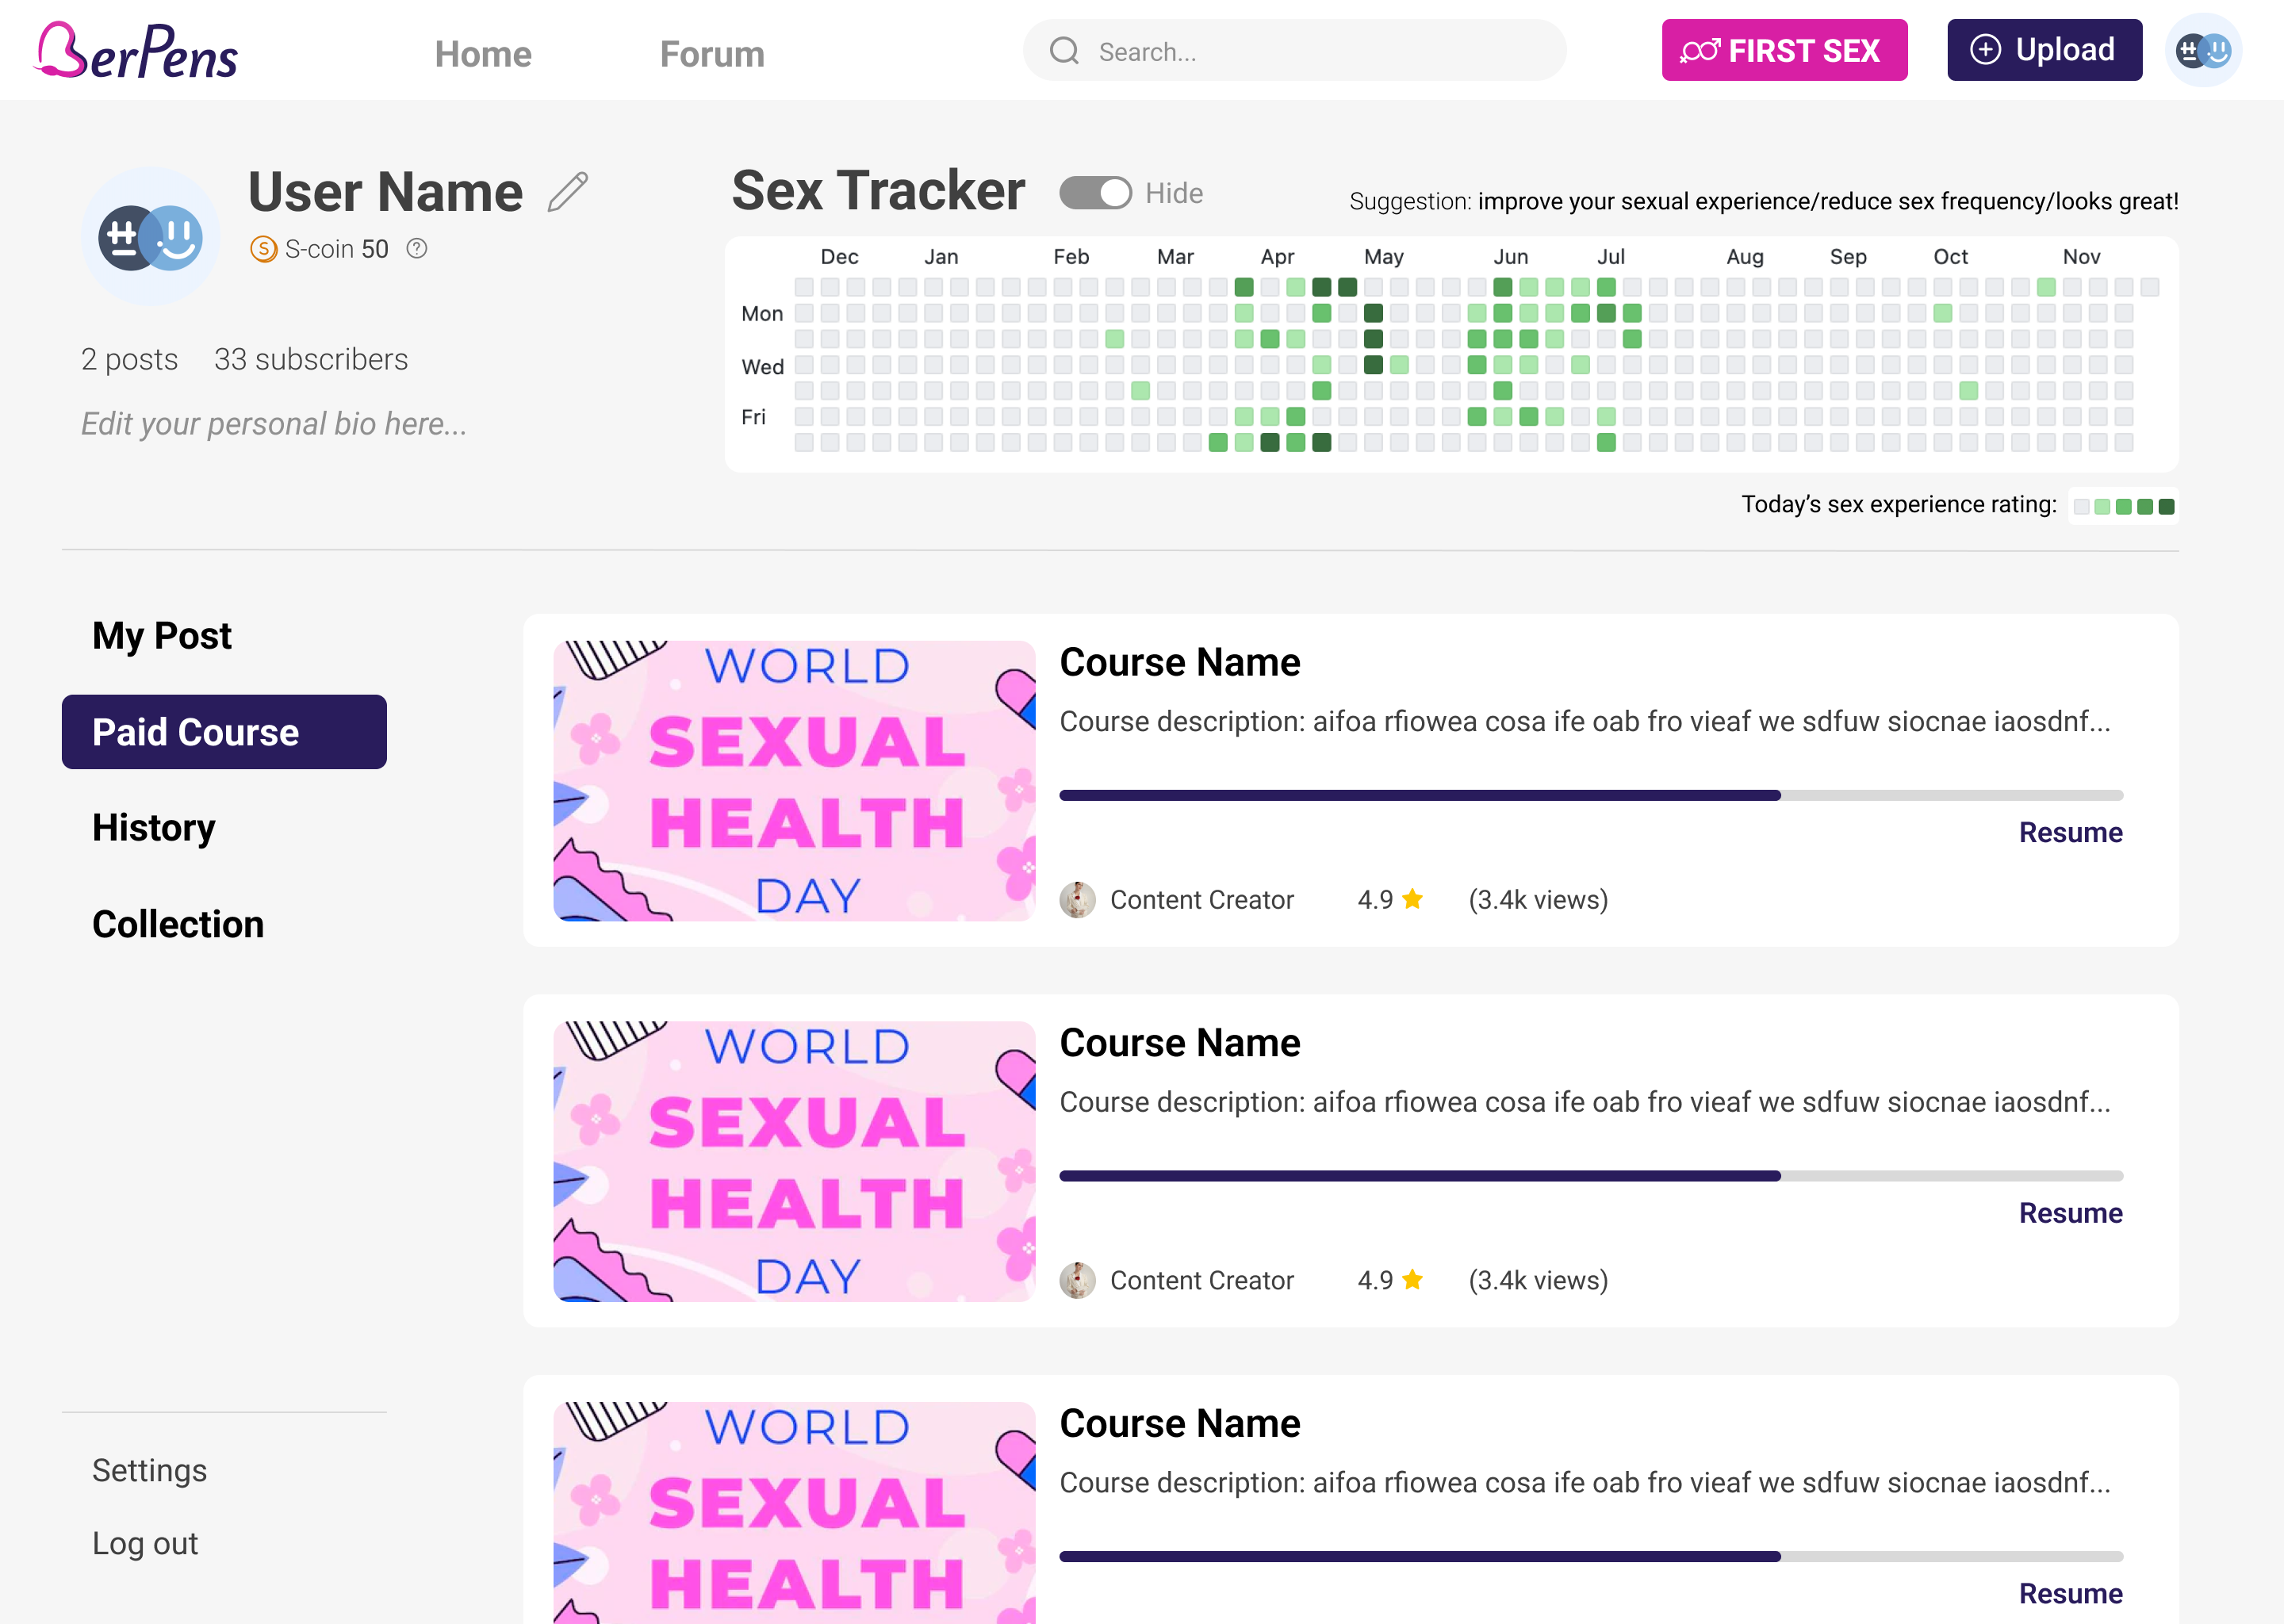 BerPens
Home
Forum
Search...
FIRST SEX
Upload
User Name
S S-coin 50 ?
2 posts 33 subscribers
Edit your personal bio here...
Sex Tracker
Hide
Suggestion: improve your sexual experience/reduce sex frequency/looks great!
Dec Jan Feb Mar Apr May Jun Jul Aug Sep Oct Nov
Mon
Wed
Fri
Today’s sex experience rating:
My Post
Paid Course
History
Collection
Settings
Log out
WORLD
SEXUAL
HEALTH
DAY
Course Name
Course description: aifoa rfiowea cosa ife oab fro vieaf we sdfuw siocnae iaosdnf...
Resume
Content Creator 4.9 (3.4k views)
WORLD
SEXUAL
HEALTH
DAY
Course Name
Course description: aifoa rfiowea cosa ife oab fro vieaf we sdfuw siocnae iaosdnf...
Resume
Content Creator 4.9 (3.4k views)
WORLD
SEXUAL
HEALTH
Course Name
Course description: aifoa rfiowea cosa ife oab fro vieaf we sdfuw siocnae iaosdnf...
Resume